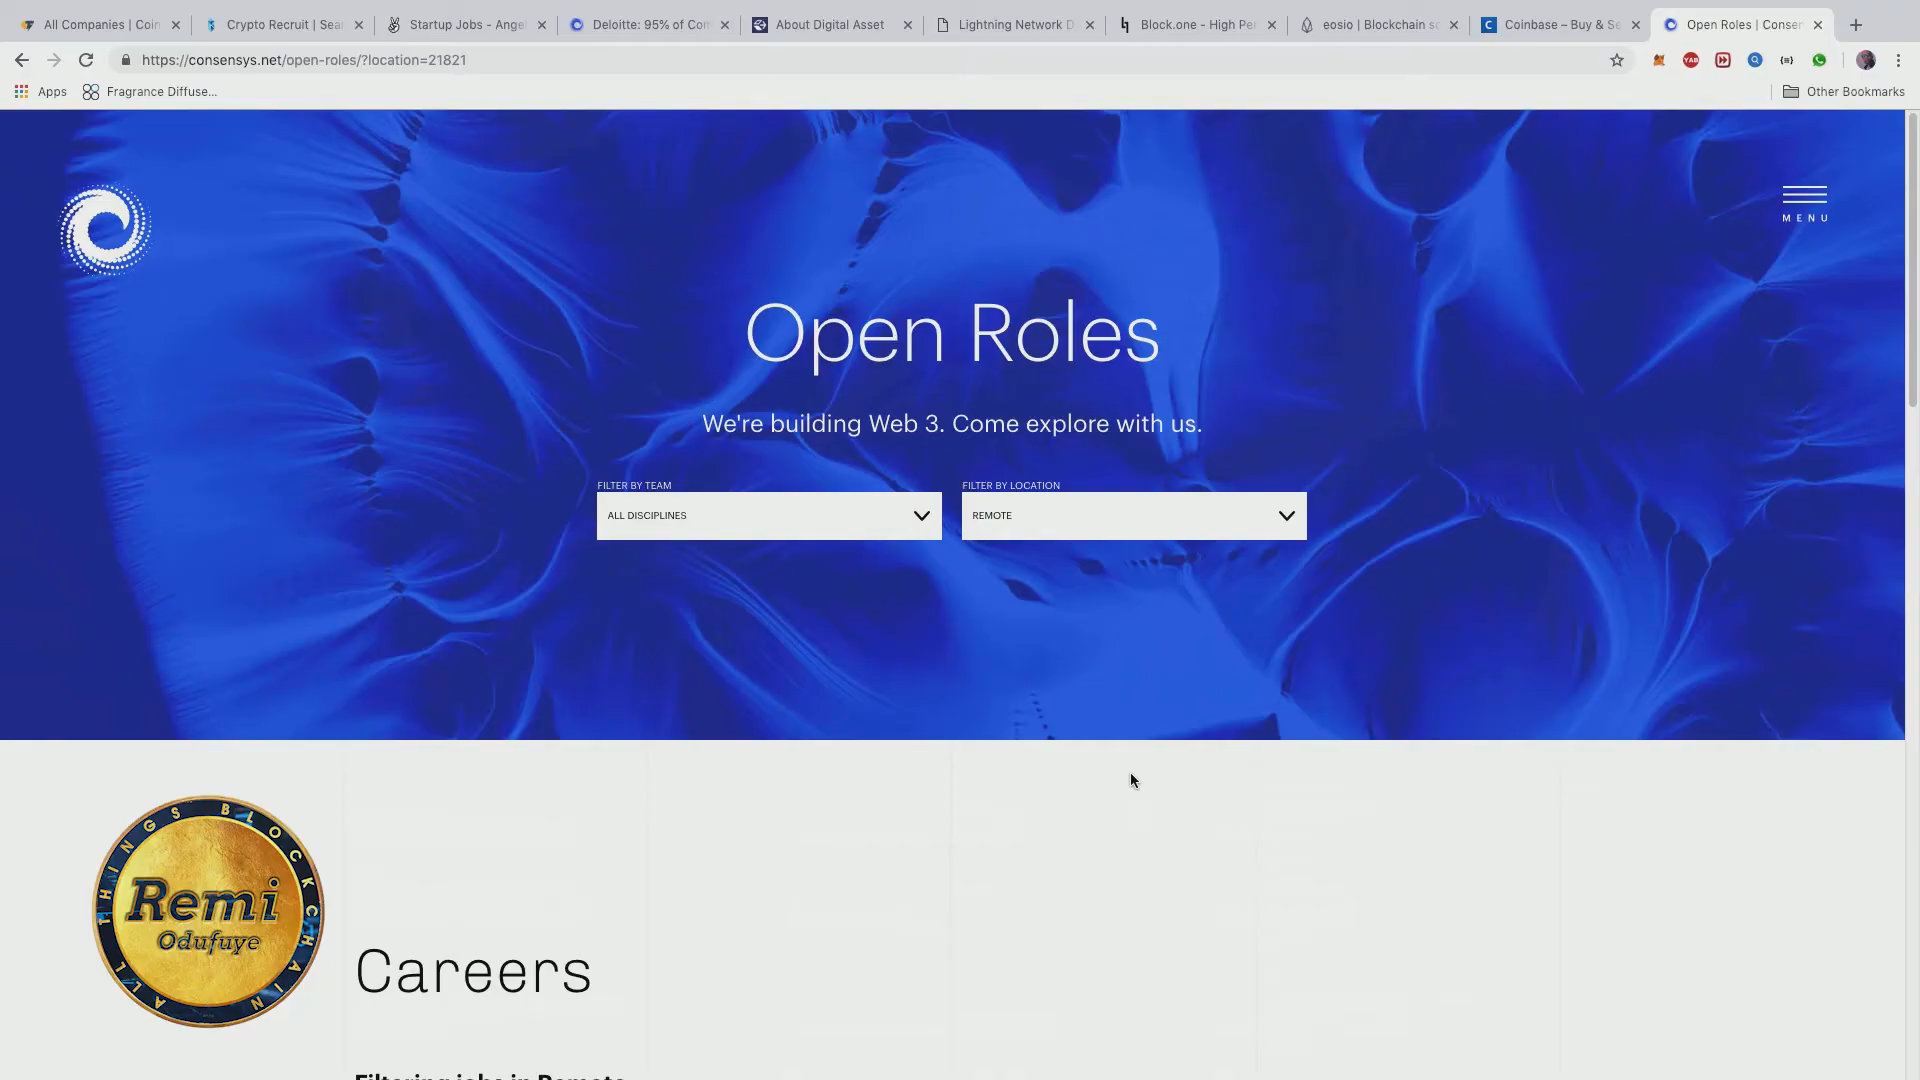 All Companies | Coin
Crypto Recruit | Sea
Startup Jobs - Ange
Deloitte: 95% of Com
About Digital Asset
Lightning Network D
Block.one - High Per
eosio | Blockchain so
Coinbase – Buy & Se
Open Roles | Consen
https://consensys.net/open-roles/?location=21821
YAB
Apps
Fragrance Diffuse...
Other Bookmarks
MENU
Open Roles
We're building Web 3. Come explore with us.
FILTER BY TEAM
FILTER BY LOCATION
ALL DISCIPLINES
REMOTE
ALL THINGS BLOCKCHAIN
Remi
Odufuye
Careers
Filtering jobs in Remote